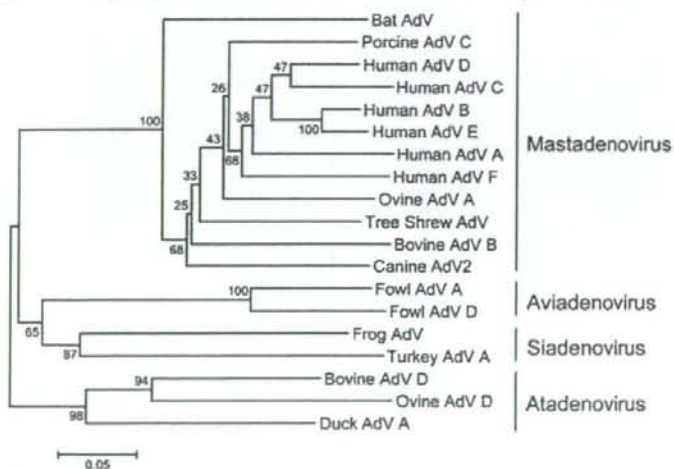 Bat AdV
Porcine AdV C
47
Human AdV D
26
47
Human AdV C
Human AdV B
38
100
Human AdV E
100
43
68
Human AdV A
Mastadenovirus
33
Human AdV F
25
Ovine AdV A
Tree Shrew AdV
68
Bovine AdV B
Canine AdV2
100
Fowl AdV A
Aviadenovirus
Fowl AdV D
65
Frog AdV
87
Turkey AdV A
Siadenovirus
94
Bovine AdV D
98
Ovine AdV D
Atadenovirus
Duck AdV A
0.05